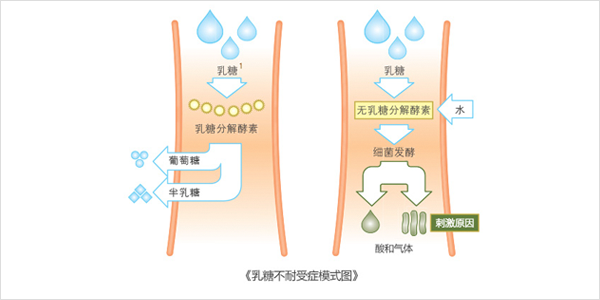 乳糖1
乳糖分解酵素
葡萄糖
半乳糖
乳糖
无乳糖分解酵素
水
细菌发酵
刺激原因
酸和气体
《乳糖不耐受症模式图》